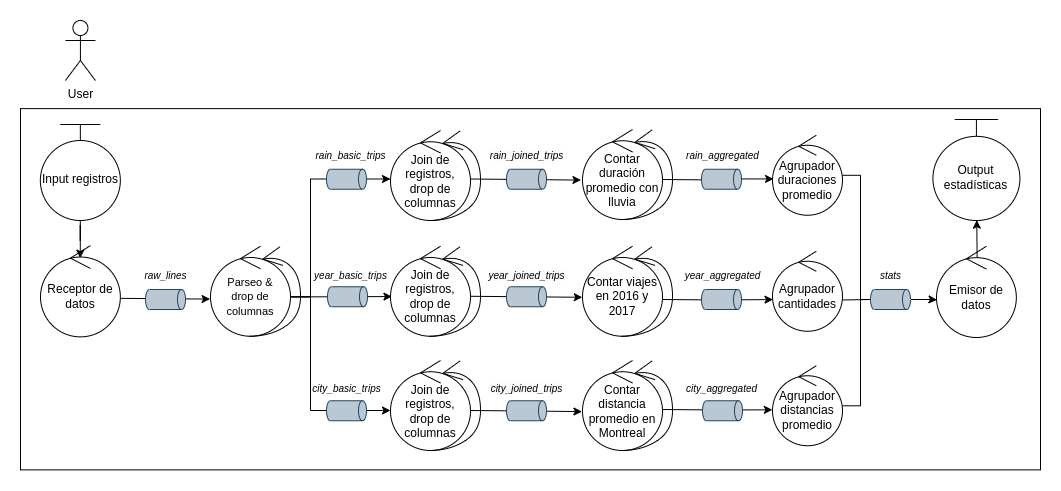 User
Input registros
Receptor de
datos
raw_lines
Parseo &
drop de
columnas
rain_basic_trips
Join de
registros,
drop de
columnas
rain_joined_trips
Contar
duración
promedio con
lluvia
rain_aggregated
Agrupador
duraciones
promedio
year_basic_trips
Join de
registros,
drop de
columnas
year_joined_trips
Contar viajes
en 2016 y
2017
year_aggregated
Agrupador
cantidades
city_basic_trips
Join de
registros,
drop de
columnas
city_joined_trips
Contar
distancia
promedio en
Montreal
city_aggregated
Agrupador
distancias
promedio
stats
Emisor de
datos
Output
estadísticas